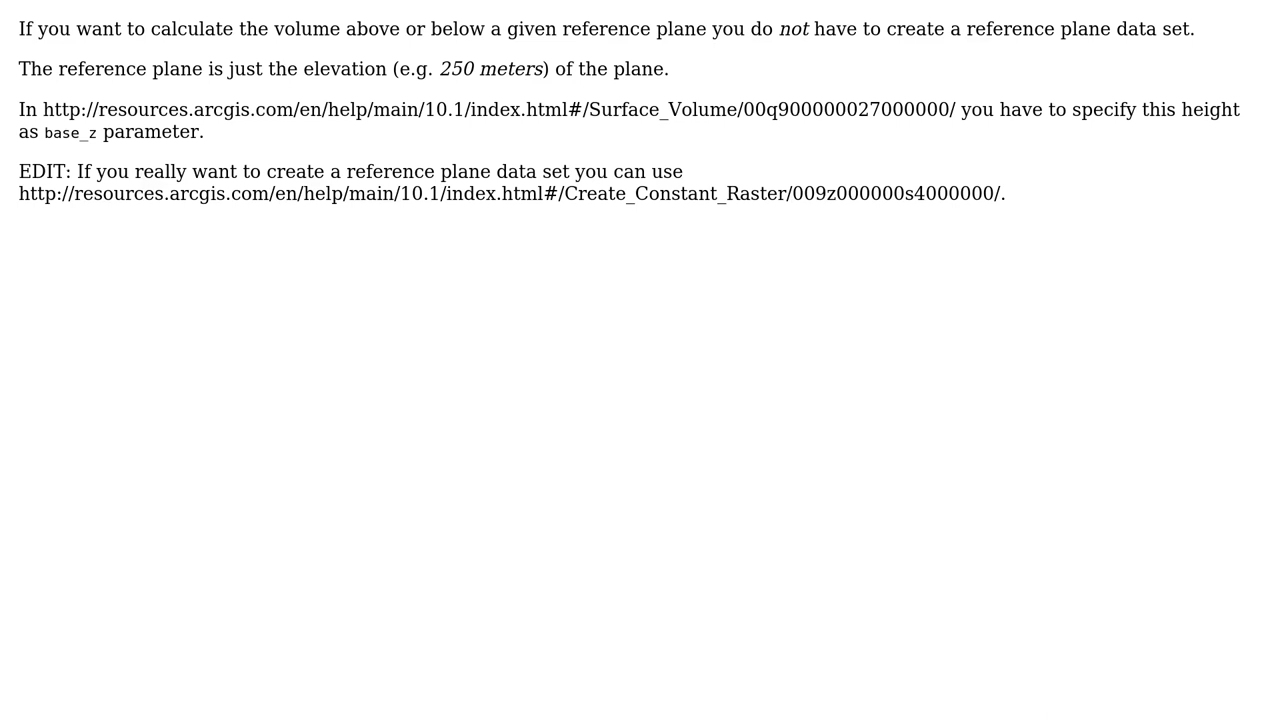 If you want to calculate the volume above or below a given reference plane you do not have to create a reference plane data set.
The reference plane is just the elevation (e.g. 250 meters) of the plane.
In http://resources.arcgis.com/en/help/main/10.1/index.html#/Surface_Volume/00q900000027000000/ you have to specify this height
as base_z parameter.
EDIT: If you really want to create a reference plane data set you can use
http://resources.arcgis.com/en/help/main/10.1/index.html#/Create_Constant_Raster/009z000000s4000000/.